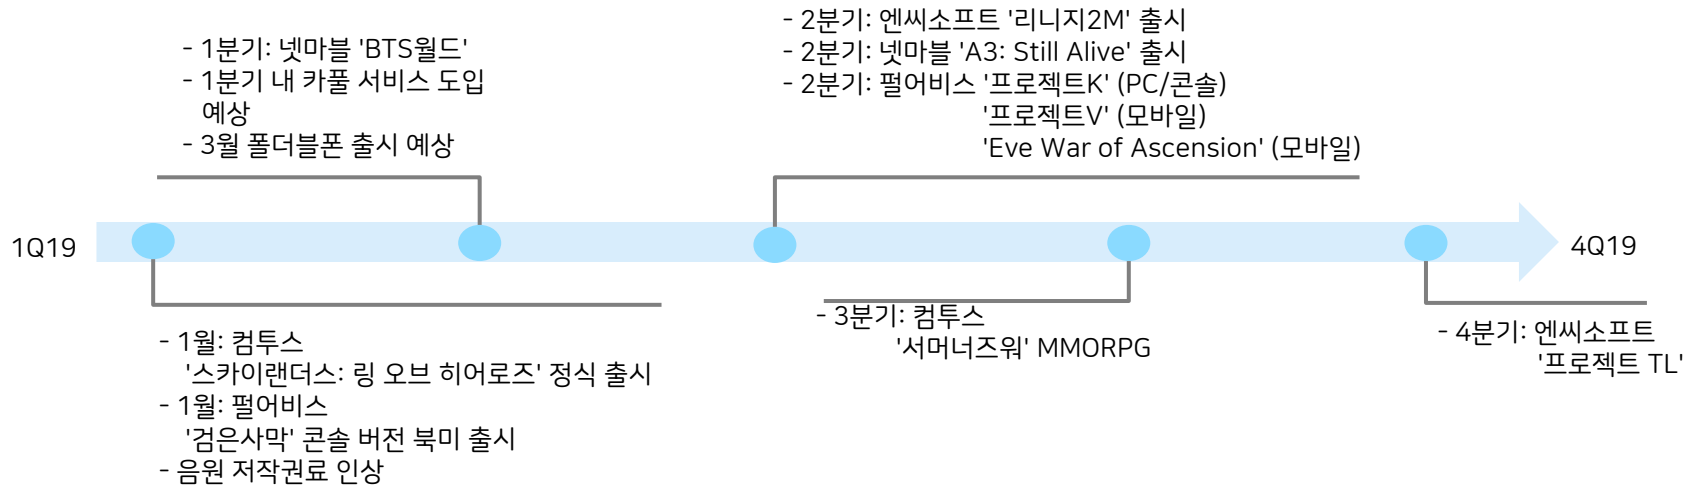 - 1분기: 넷마블 'BTS월드'
- 1분기 내 카풀 서비스 도입
예상
- 3월 폴더블폰 출시 예상
- 2분기: 엔씨소프트 '리니지2M' 출시
- 2분기: 넷마블 'A3: Still Alive' 출시
- 2분기: 펄어비스 '프로젝트K' (PC/콘솔)
'프로젝트V' (모바일)
'Eve War of Ascension' (모바일)
1Q19
4Q19
- 1월: 컴투스
'스카이랜더스: 링 오브 히어로즈' 정식 출시
- 1월: 펄어비스
'검은사막' 콘솔 버전 북미 출시
- 음원 저작권료 인상
- 3분기: 컴투스
'서머너즈워' MMORPG
- 4분기: 엔씨소프트
'프로젝트 TL'